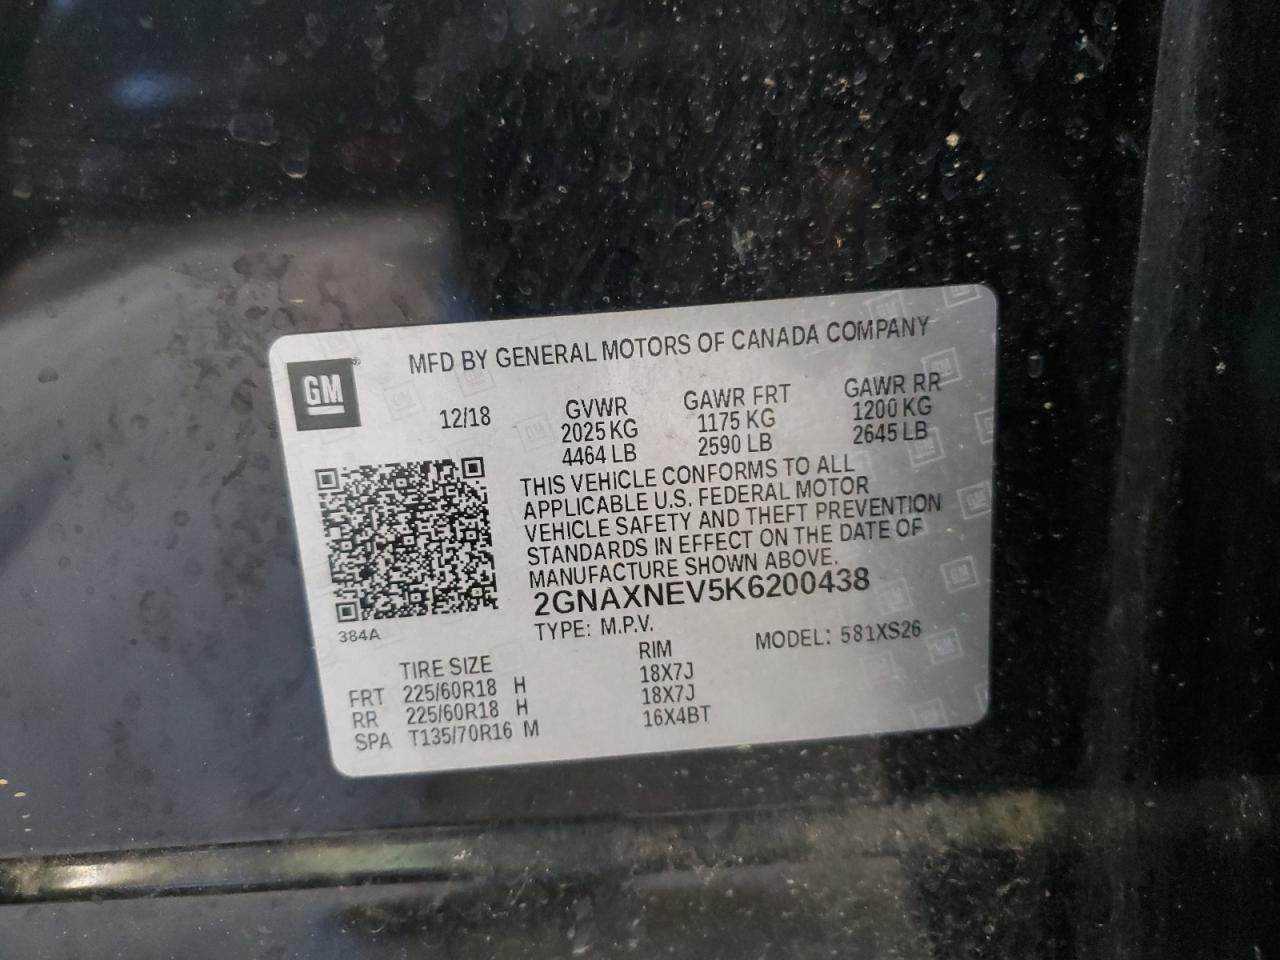 MFD BY GENERAL MOTORS OF CANADA COMPANY
GM
®
12/18
GVWR GAWR FRT GAWR RR
2025 KG 1175 KG 1200 KG
4464 LB 2590 LB 2645 LB
THIS VEHICLE CONFORMS TO ALL
APPLICABLE U.S. FEDERAL MOTOR
VEHICLE SAFETY AND THEFT PREVENTION
STANDARDS IN EFFECT ON THE DATE OF
MANUFACTURE SHOWN ABOVE.
2GNAXNEV5K6200438
384A
TYPE: M.P.V. MODEL: 581XS26
TIRE SIZE RIM
FRT 225/60R18 H 18X7J
RR 225/60R18 H 18X7J
SPA T135/70R16 M 16X4BT